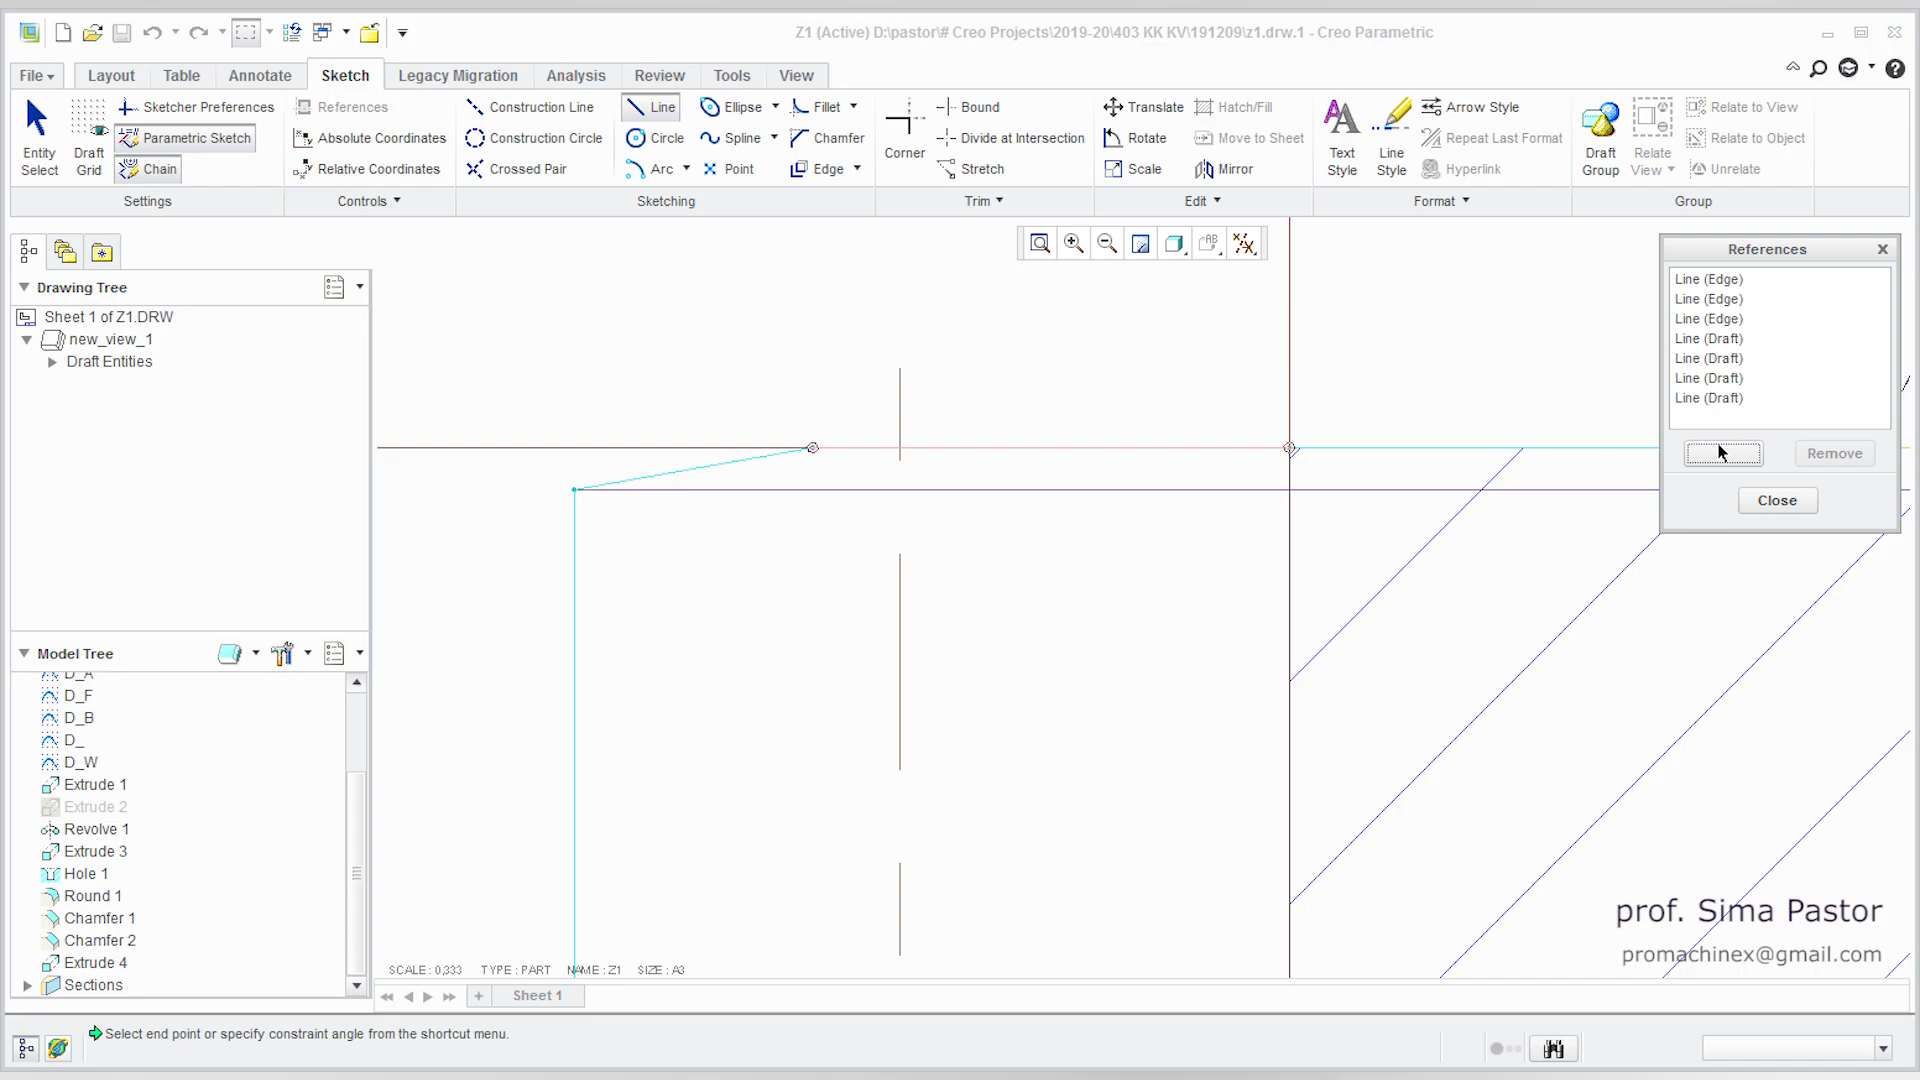 Z1 (Active) D:\pastor\# Creo Projects\2019-20\403 KK KV\191209\z1.drw.1 - Creo Parametric
File Layout Table Annotate Sketch Legacy Migration Analysis Review Tools View
Entity Select
Draft Grid
Sketcher Preferences
Parametric Sketch
Chain
Settings
References
Absolute Coordinates
Relative Coordinates
Controls
Construction Line
Construction Circle
Crossed Pair
Line
Circle
Arc
Ellipse
Spline
Point
Fillet
Chamfer
Edge
Sketching
Corner
Bound
Divide at Intersection
Stretch
Trim
Translate
Rotate
Scale
Hatch/Fill
Move to Sheet
Mirror
Edit
Text Style
Line Style
Arrow Style
Repeat Last Format
Hyperlink
Format
Draft Group
Relate View
Relate to View
Relate to Object
Unrelate
Group
Drawing Tree
Sheet 1 of Z1.DRW
new_view_1
Draft Entities
Model Tree
D_A
D_F
D_B
D_
D_W
Extrude 1
Extrude 2
Revolve 1
Extrude 3
Hole 1
Round 1
Chamfer 1
Chamfer 2
Extrude 4
Sections
References
Line (Edge)
Line (Edge)
Line (Edge)
Line (Draft)
Line (Draft)
Line (Draft)
Line (Draft)
Remove
Close
prof. Sima Pastor
promachinex@gmail.com
SCALE : 0,333 TYPE : PART NAME : Z1 SIZE : A3
Sheet 1
Select end point or specify constraint angle from the shortcut menu.